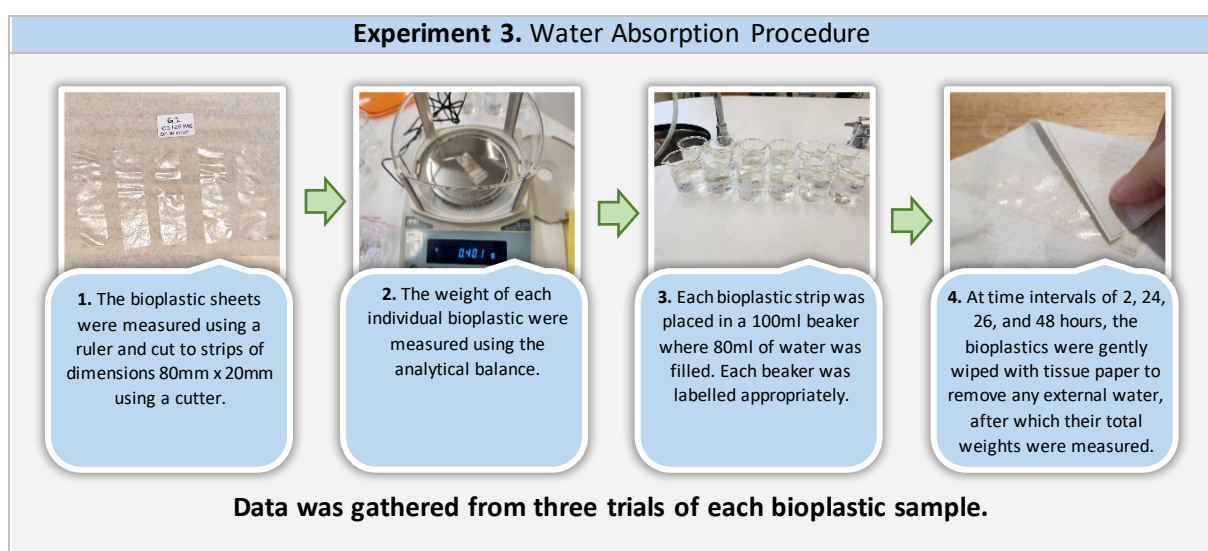 Experiment 3. Water Absorption Procedure
G2
0.401 g
1. The bioplastic sheets
were measured using a
ruler and cut to strips of
dimensions 80mm x 20mm
using a cutter.
2. The weight of each
individual bioplastic were
measured using the
analytical balance.
3. Each bioplastic strip was
placed in a 100ml beaker
where 80ml of water was
filled. Each beaker was
labelled appropriately.
4. At time intervals of 2, 24,
26, and 48 hours, the
bioplastics were gently
wiped with tissue paper to
remove any external water,
after which their total
weights were measured.
Data was gathered from three trials of each bioplastic sample.